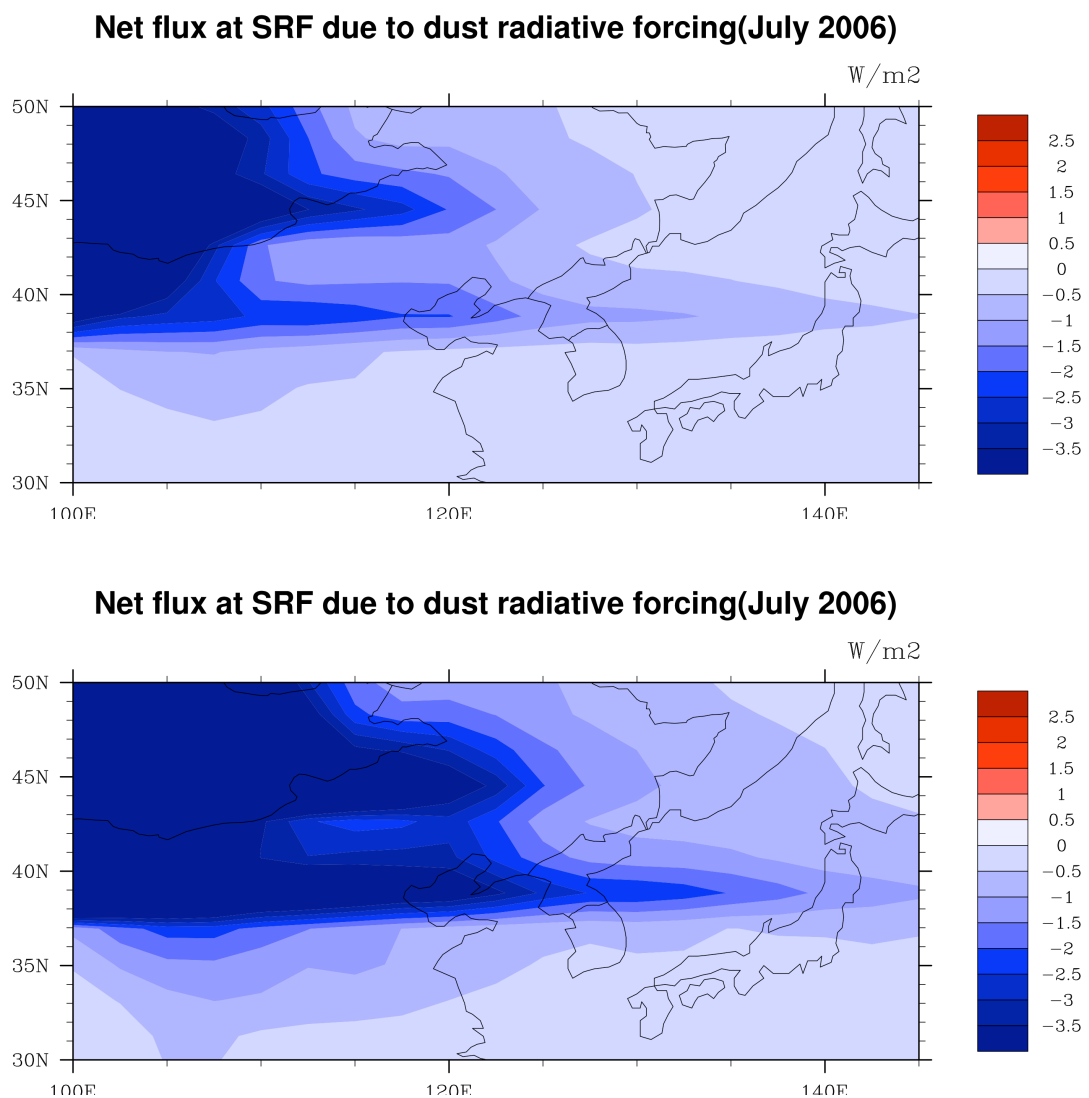 Net flux at SRF due to dust radiative forcing(July 2006)
W/m2
50N
45N
40N
35N
30N
100E
120E
140E
2.5
2
1.5
1
0.5
0
−0.5
−1
−1.5
−2
−2.5
−3
−3.5
Net flux at SRF due to dust radiative forcing(July 2006)
W/m2
50N
45N
40N
35N
30N
100E
120E
140E
2.5
2
1.5
1
0.5
0
−0.5
−1
−1.5
−2
−2.5
−3
−3.5